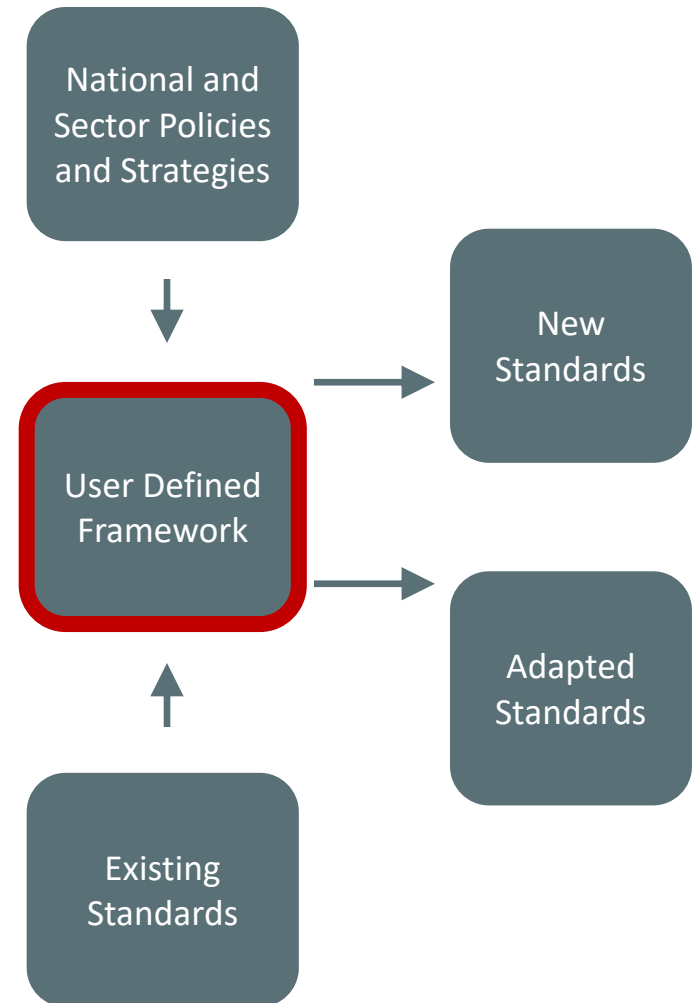 National and
Sector Policies
and Strategies
New
Standards
User Defined
Framework
Adapted
Standards
Existing
Standards